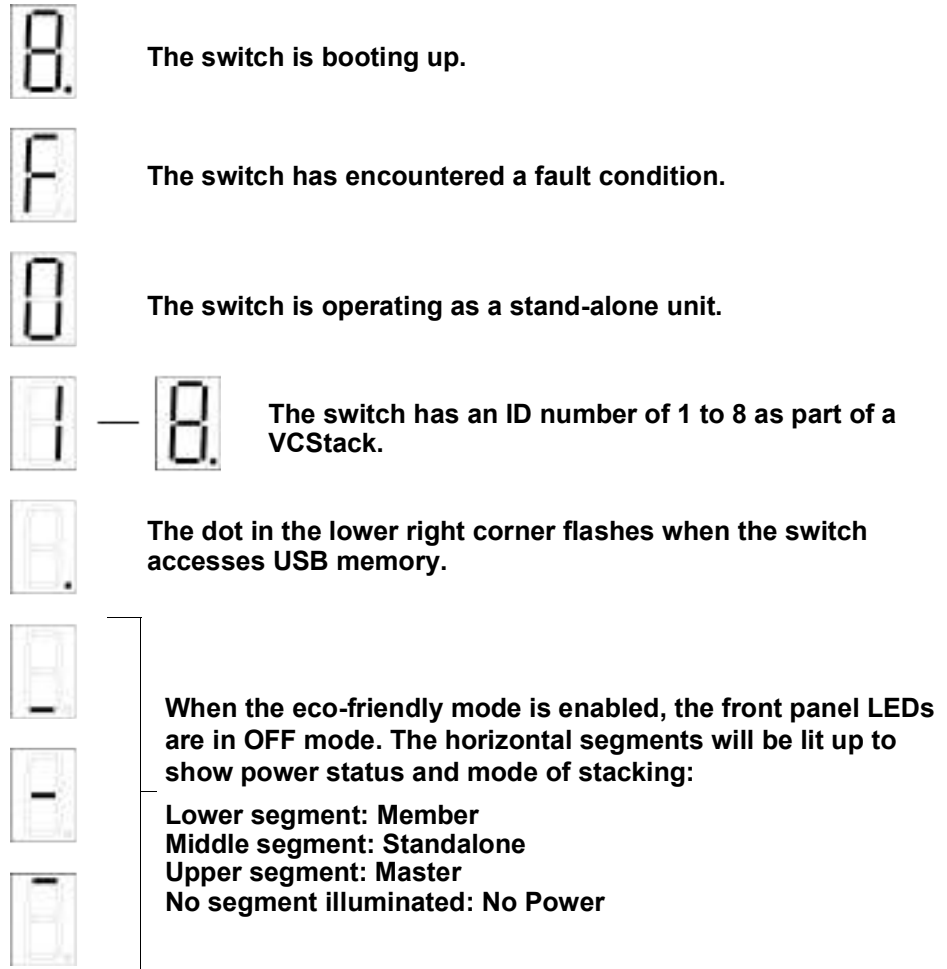 8. The switch is booting up.
F The switch has encountered a fault condition.
0 The switch is operating as a stand-alone unit.
1 — 8. The switch has an ID number of 1 to 8 as part of a
VCStack.
The dot in the lower right corner flashes when the switch
accesses USB memory.
When the eco-friendly mode is enabled, the front panel LEDs
are in OFF mode. The horizontal segments will be lit up to
show power status and mode of stacking:
Lower segment: Member
Middle segment: Standalone
Upper segment: Master
No segment illuminated: No Power